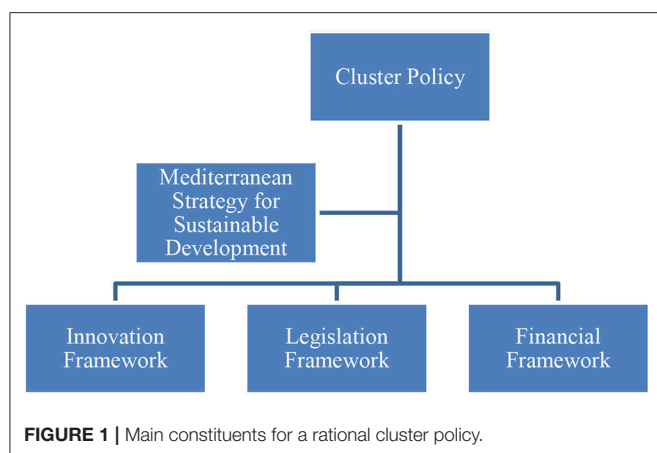 Cluster Policy
Mediterranean
Strategy for
Sustainable
Development
Innovation
Framework
Legislation
Framework
Financial
Framework
FIGURE 1 | Main constituents for a rational cluster policy.